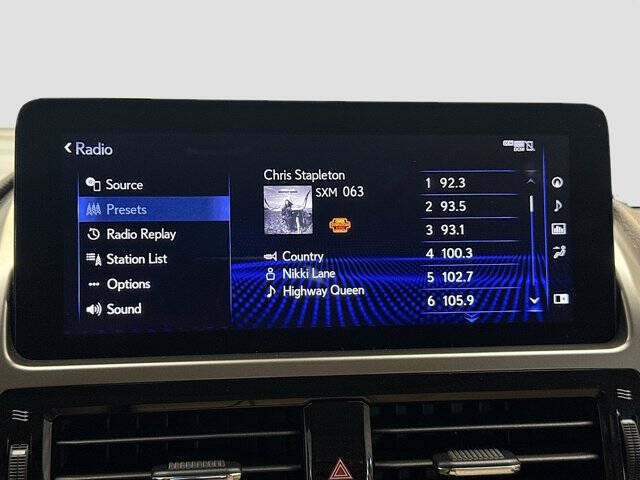 Radio
Source
Presets
Radio Replay
Station List
Options
Sound
Chris Stapleton
SXM 063
Country
Nikki Lane
Highway Queen
1 92.3
2 93.5
3 93.1
4 100.3
5 102.7
6 105.9